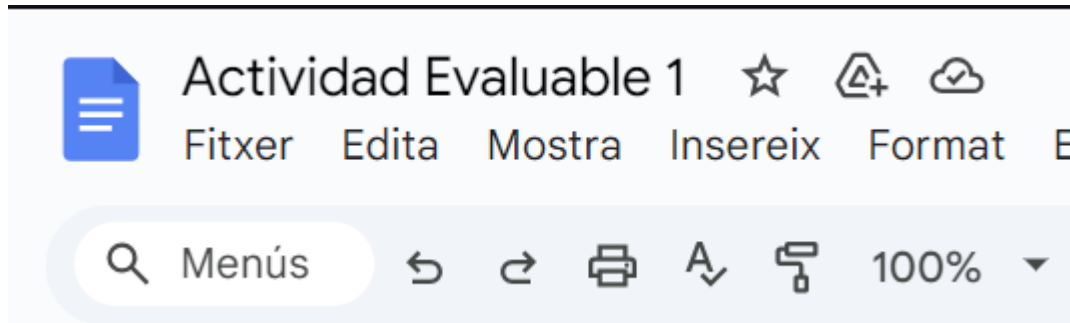 Actividad Evaluable 1
Fitxer Edita Mostra Insereix Format
Menús 100%